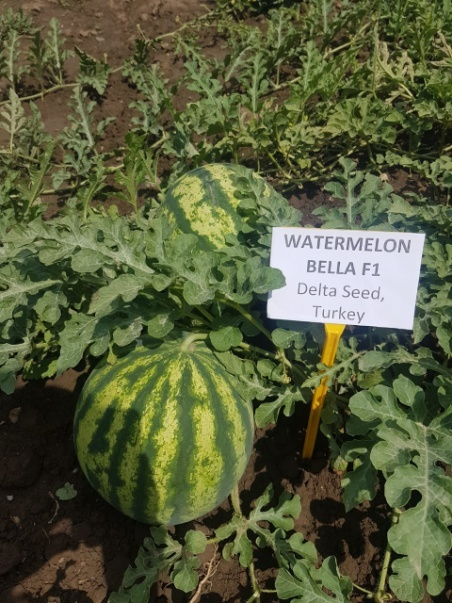 WATERMELON
BELLA F1
Delta Seed,
Turkey